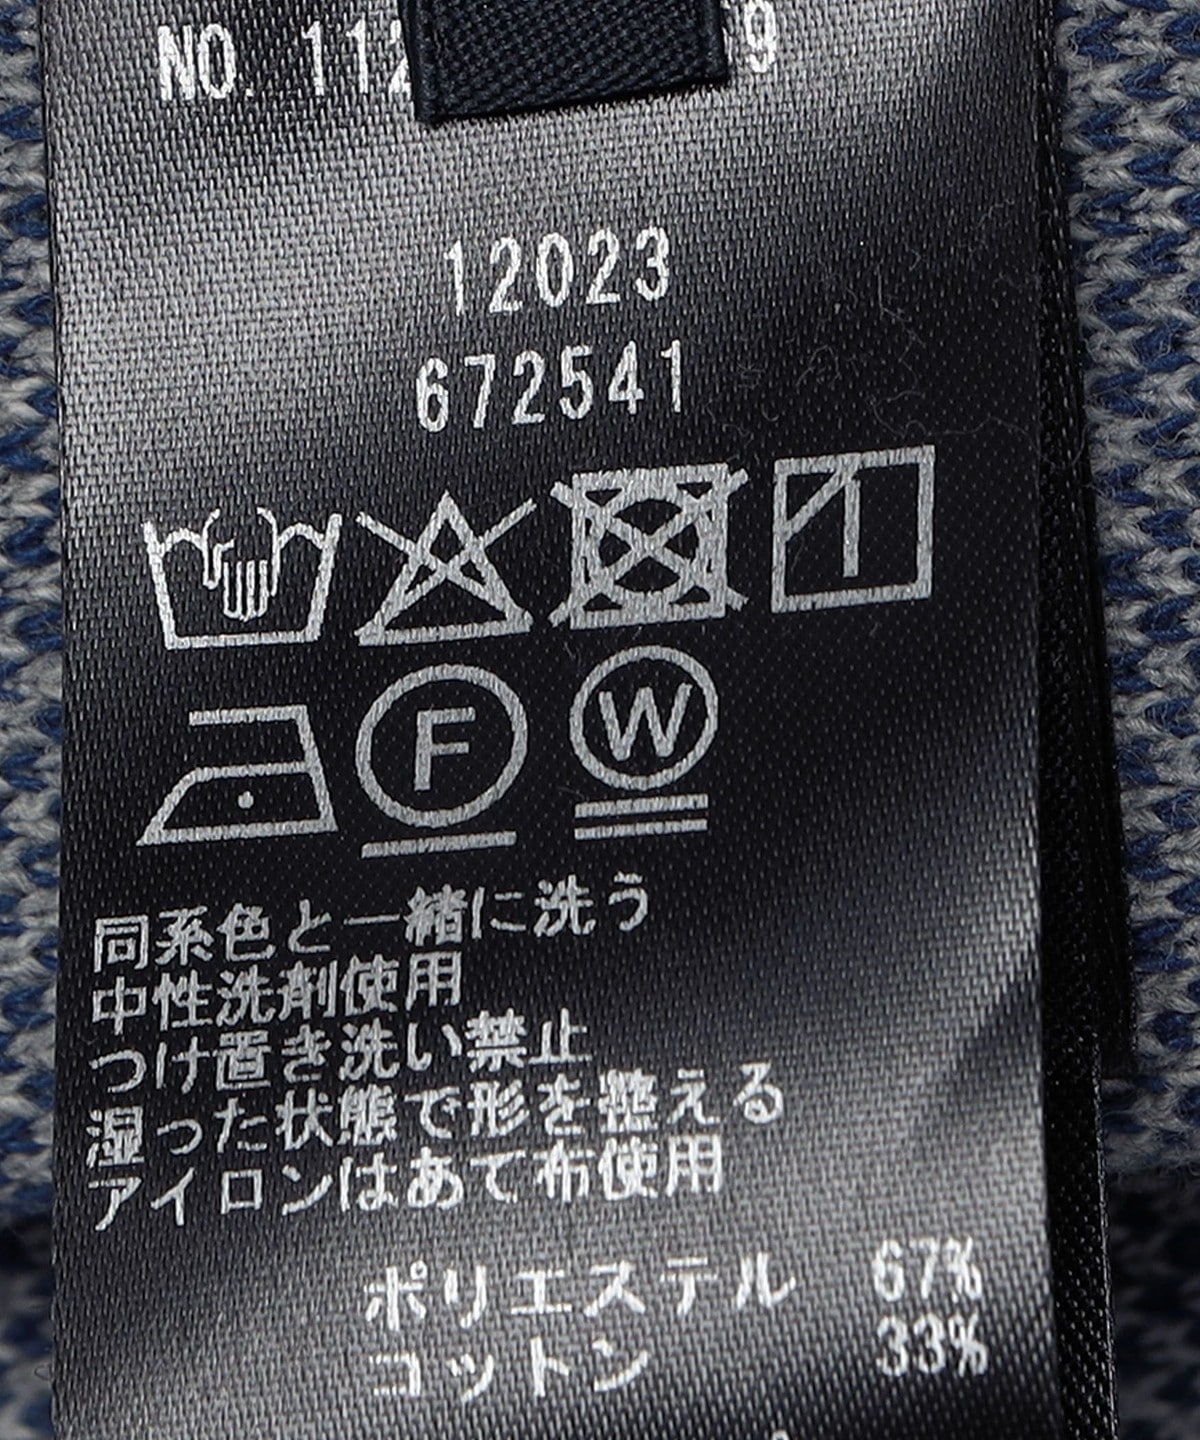 NO. 112 9
12023
672541
F W
同系色と一緒に洗う
中性洗剤使用
つけ置き洗い禁止
湿った状態で形を整える
アイロンはあて布使用
ポリエステル 67%
コットン 33%